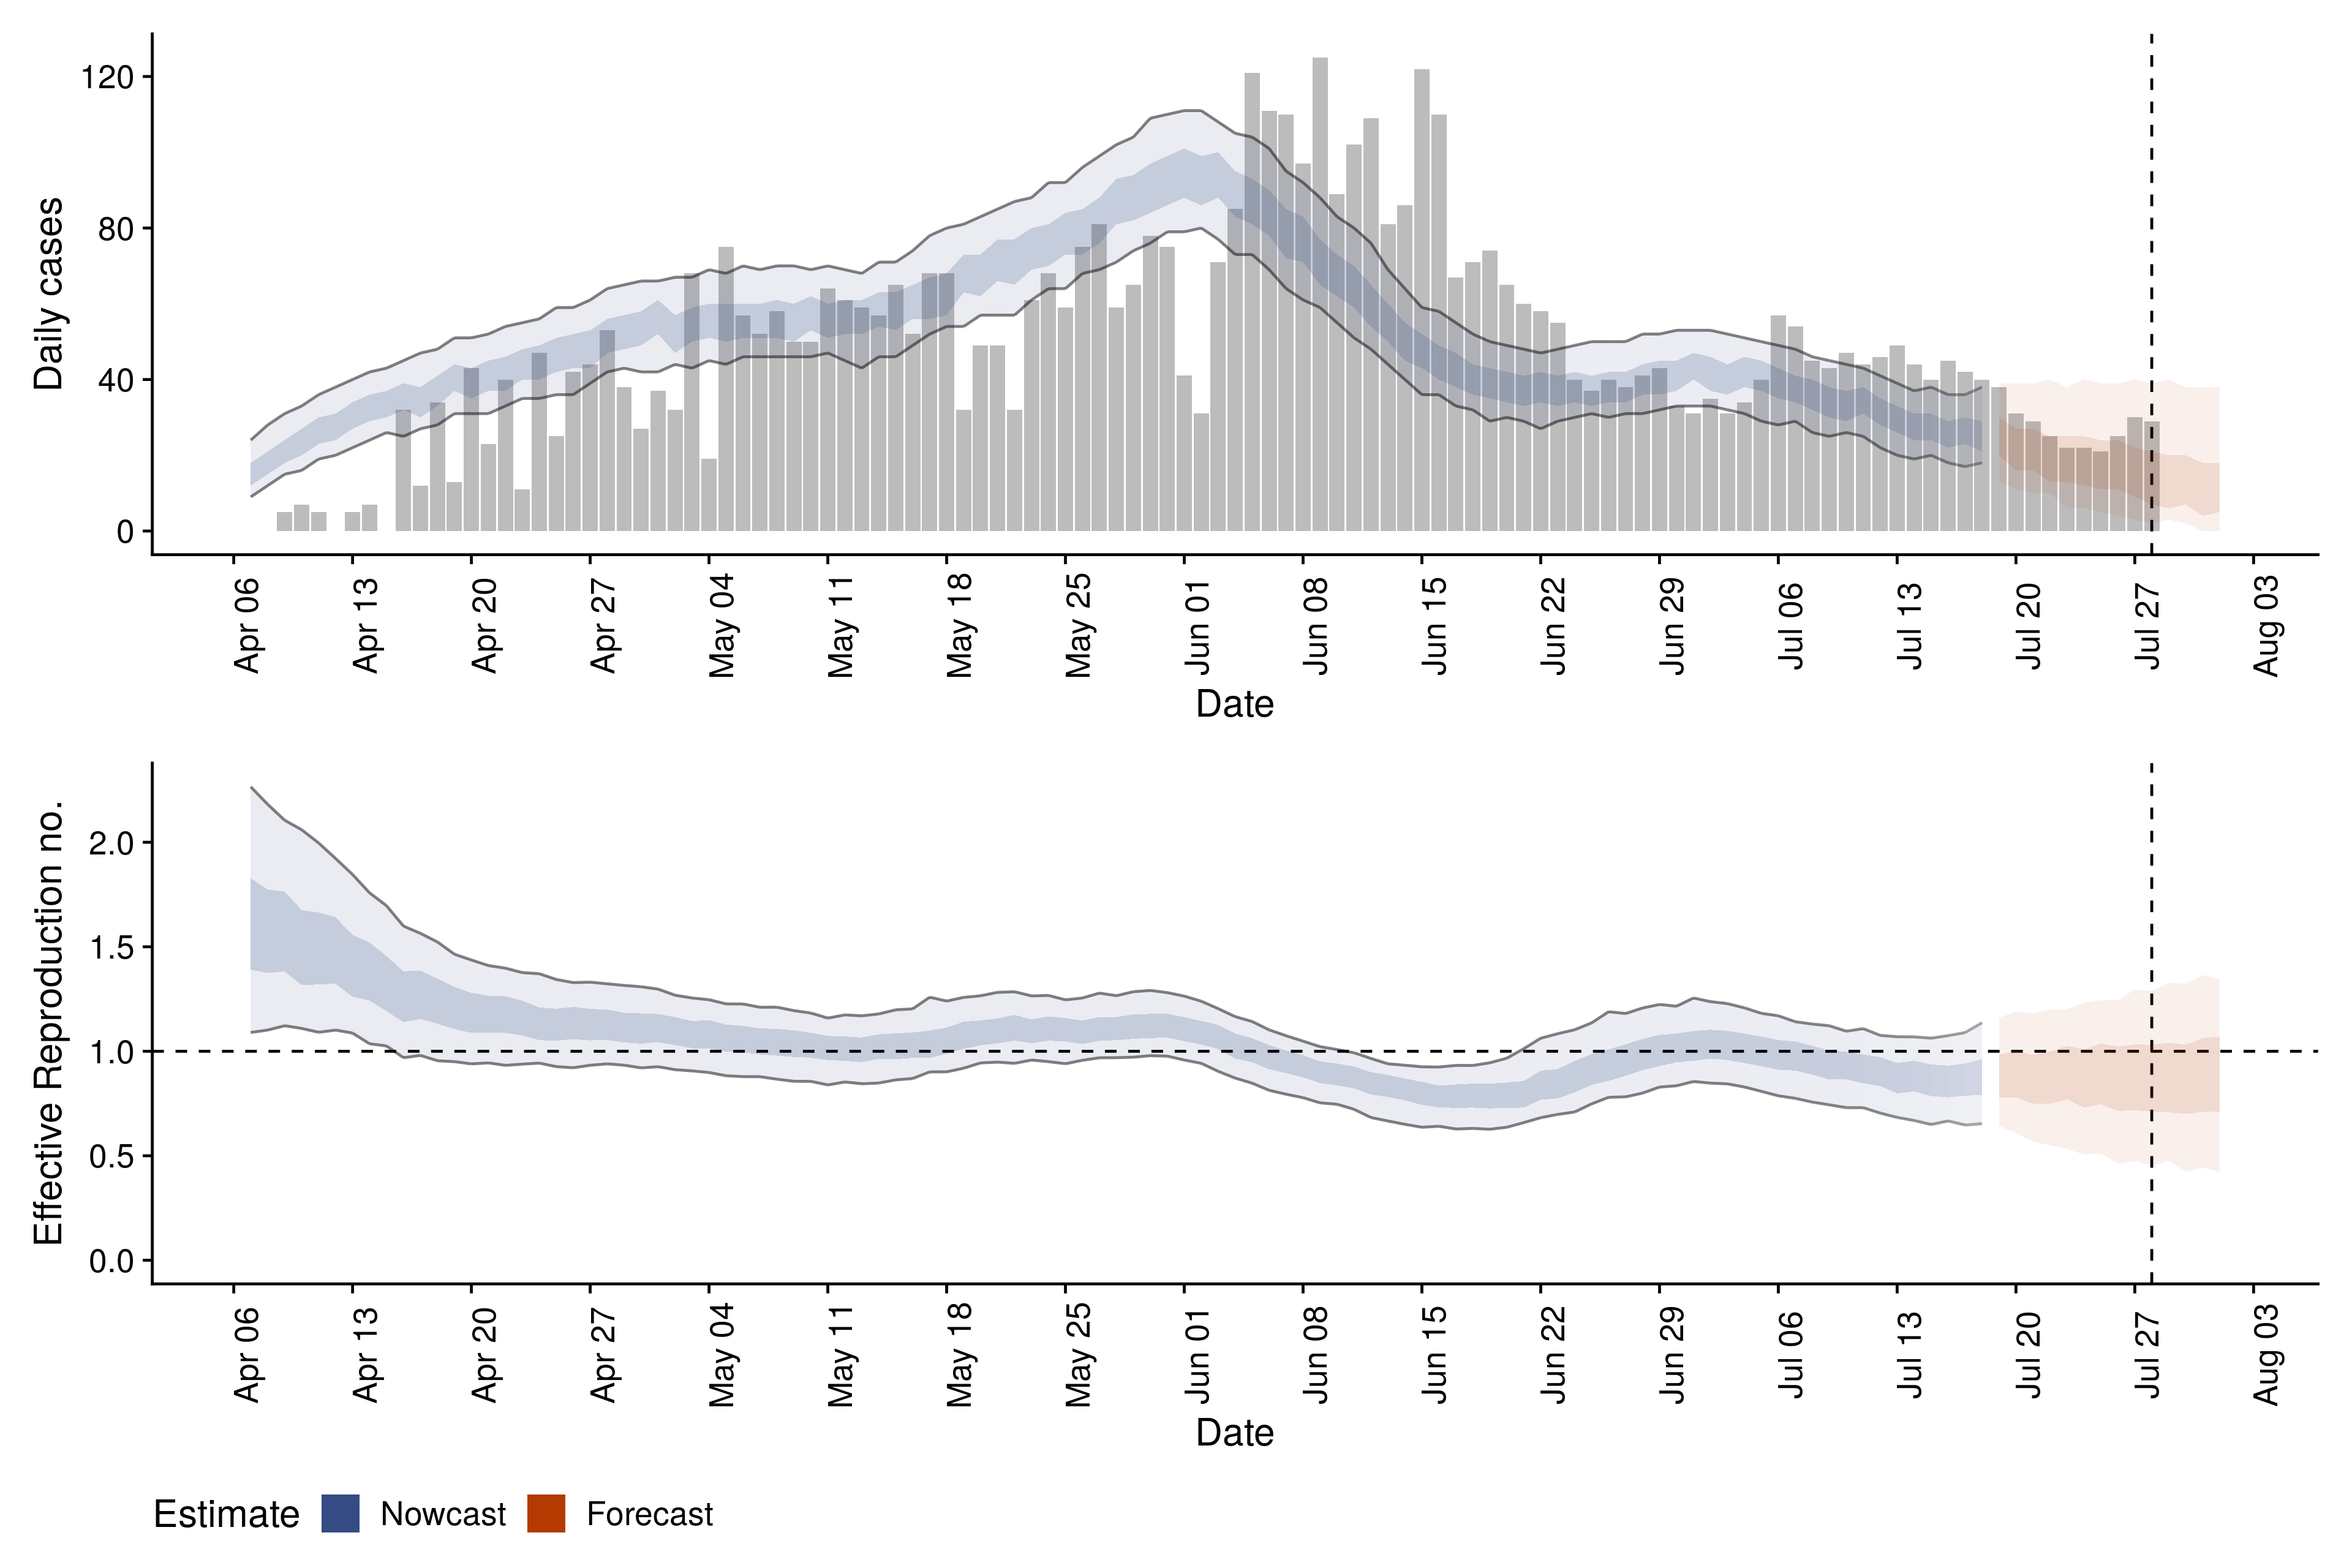 Daily cases
120
80
40
0
Apr 06 Apr 13 Apr 20 Apr 27 May 04 May 11 May 18 May 25 Jun 01 Jun 08 Jun 15 Jun 22 Jun 29 Jul 06 Jul 13 Jul 20 Jul 27 Aug 03
Date
Effective Reproduction no.
2.0
1.5
1.0
0.5
0.0
Apr 06 Apr 13 Apr 20 Apr 27 May 04 May 11 May 18 May 25 Jun 01 Jun 08 Jun 15 Jun 22 Jun 29 Jul 06 Jul 13 Jul 20 Jul 27 Aug 03
Date
Estimate Nowcast Forecast